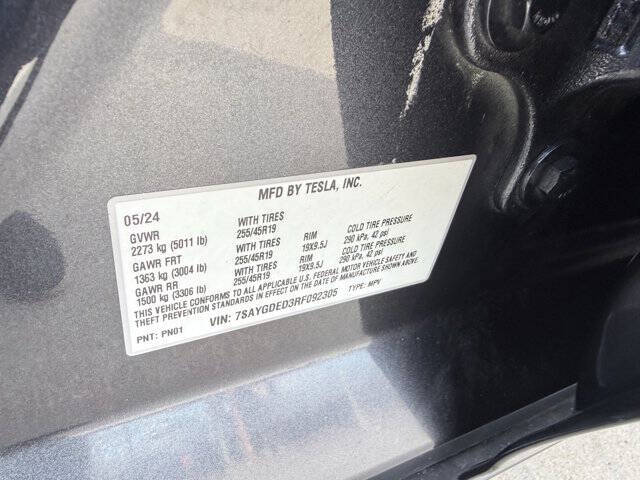 MFD BY TESLA, INC.
05/24
GVWR WITH TIRES RIM COLD TIRE PRESSURE
2273 kg (5011 lb) 255/45R19 19X9.5J 290 kPa, 42 psi
GAWR FRT WITH TIRES RIM COLD TIRE PRESSURE
1363 kg (3004 lb) 255/45R19 19X9.5J 290 kPa, 42 psi
GAWR RR WITH TIRES
1500 kg (3306 lb) 255/45R19
THIS VEHICLE CONFORMS TO ALL APPLICABLE U.S. FEDERAL MOTOR VEHICLE SAFETY AND
THEFT PREVENTION STANDARDS IN EFFECT ON THE DATE OF MANUFACTURE SHOWN ABOVE.
PNT: PN01 VIN: 7SAYGDED3RF092305 TYPE: MPV